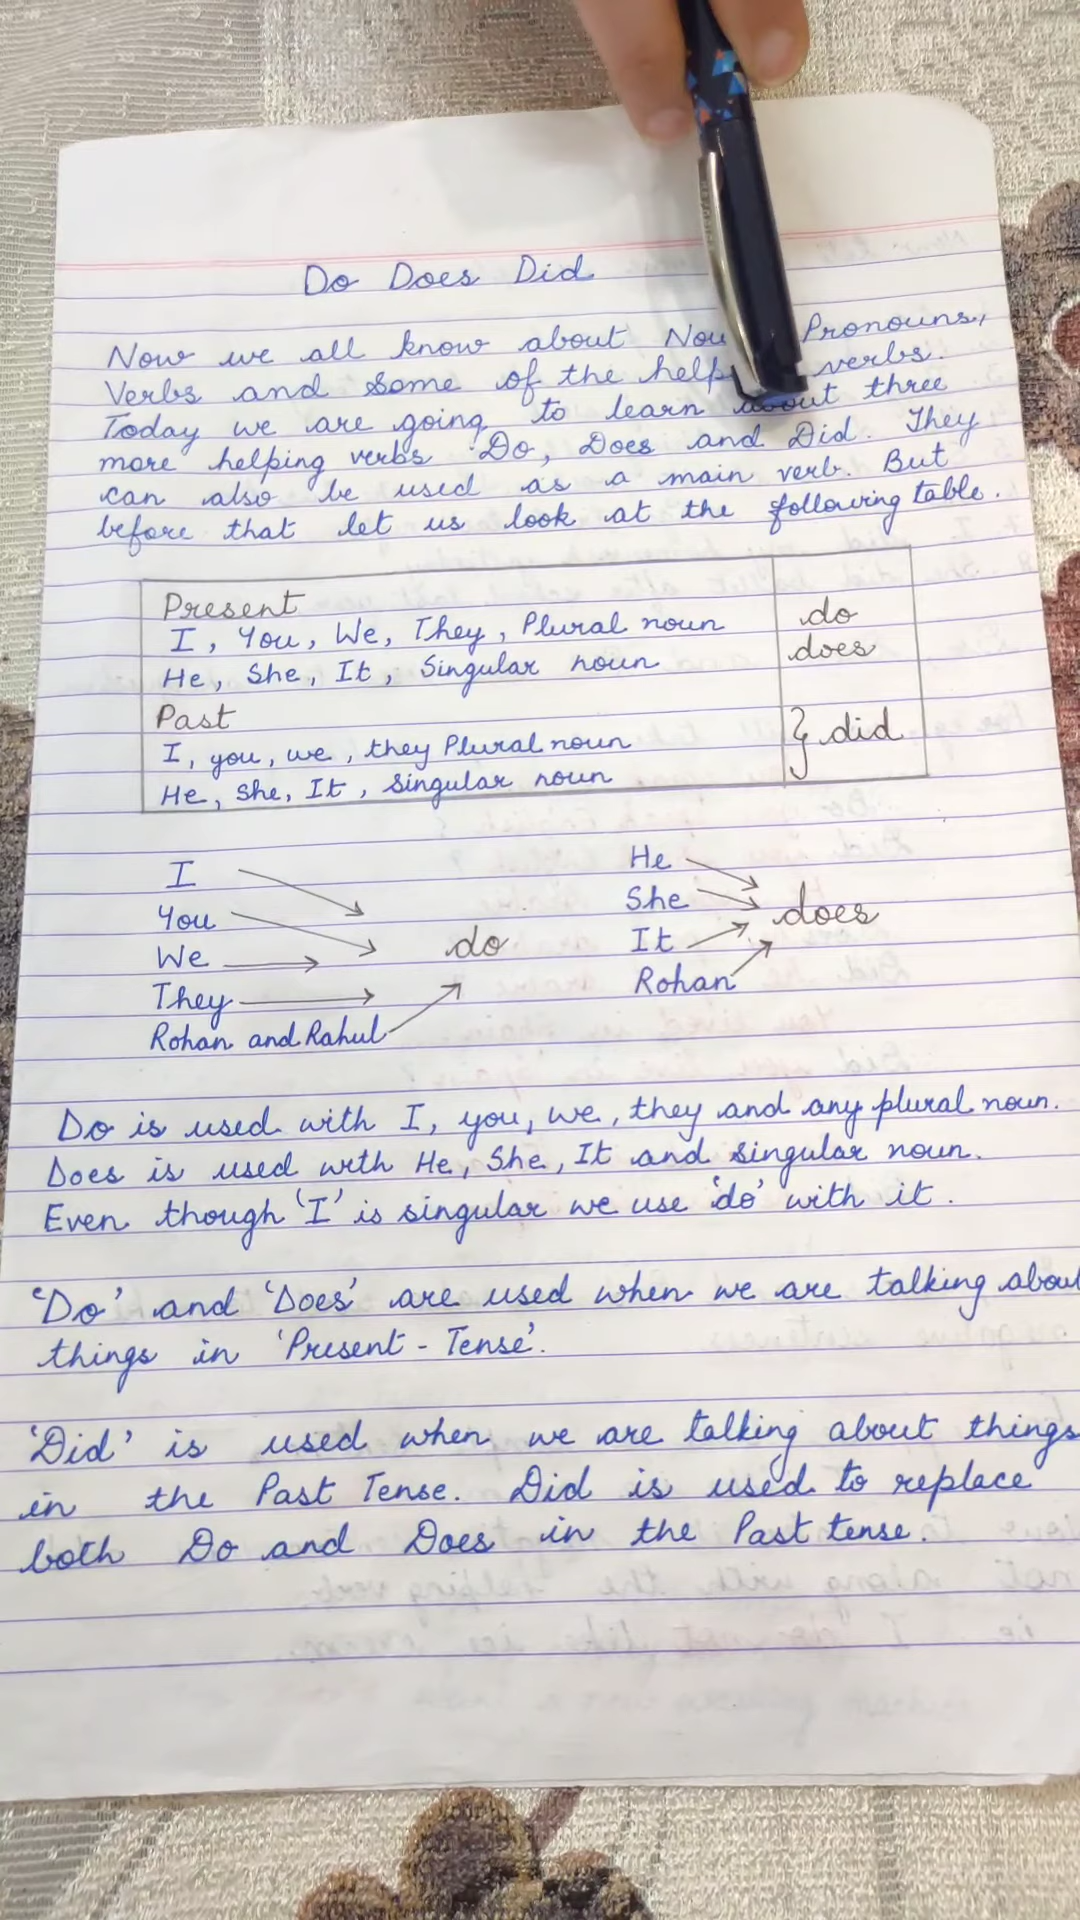 Do Does Did
Now we all know about Nou Pronouns,
Verbs and some of the help verbs.
Today we are going to learn about three
more helping verbs Do, Does and Did. They
can also be used as a main verb. But
before that let us look at the following table.
Present
I, You, We, They, Plural noun do
He, She, It, Singular noun does
Past
I, you, we, they Plural noun } did
He, she, It, singular noun
I
You
We
They
Rohan and Rahul
do
He
She
It
Rohan
does
Do is used with I, you, we, they and any plural noun.
Does is used with He, She, It and singular noun.
Even though 'I' is singular we use 'do' with it.
'Do' and 'Does' are used when we are talking about
things in 'Present - Tense'.
'Did' is used when we are talking about things
in the Past Tense. Did is used to replace
both Do and Does in the Past tense.